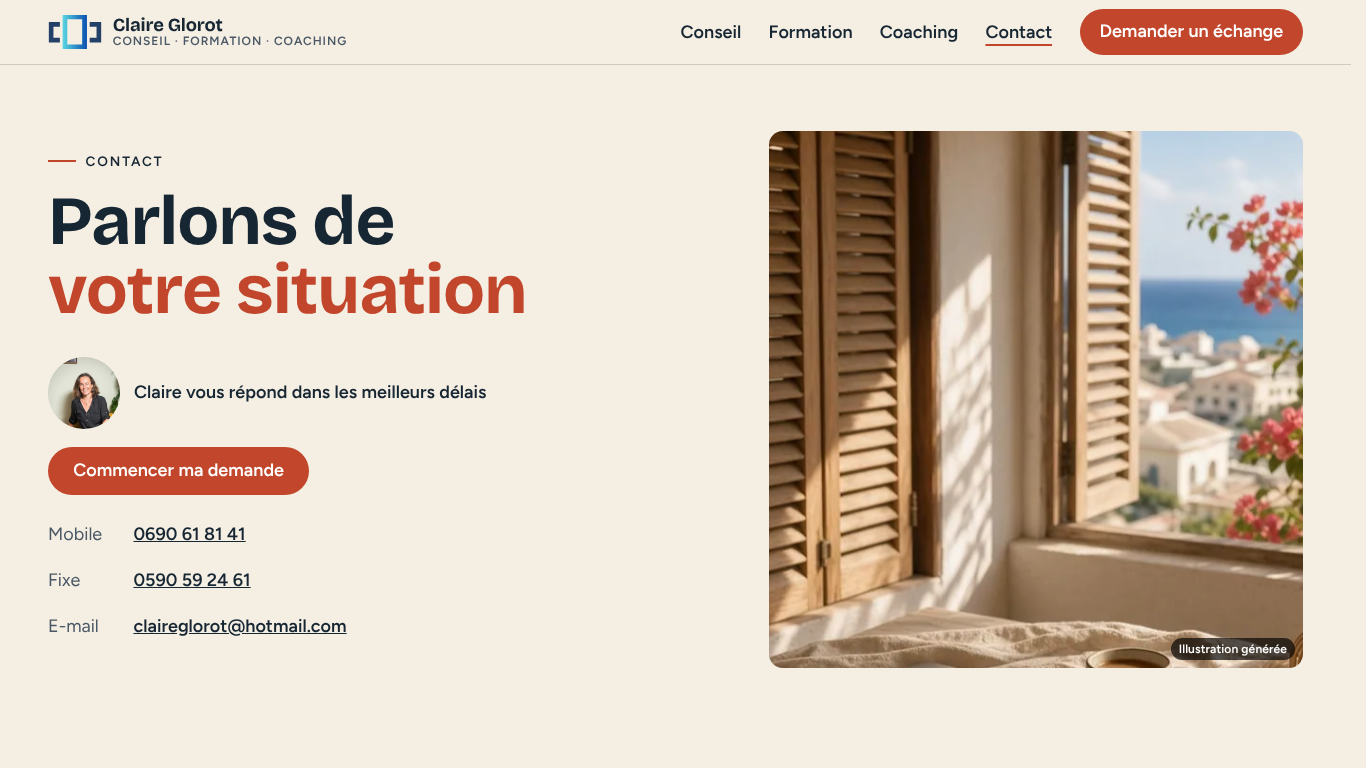 Claire Glorot
CONSEIL · FORMATION · COACHING
Conseil
Formation
Coaching
Contact
Demander un échange
CONTACT
Parlons de
votre situation
Claire vous répond dans les meilleurs délais
Commencer ma demande
Mobile 0690 61 81 41
Fixe 0590 59 24 61
E-mail claireglorot@hotmail.com
Illustration générée